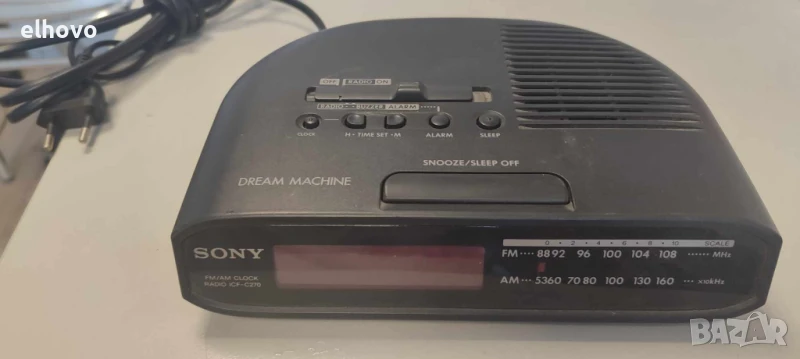 elhovo
OFF RADIO ON
RADIO BUZZER ALARM
CLOCK H - TIME SET - M ALARM SLEEP
SNOOZE/SLEEP OFF
DREAM MACHINE
SONY
0 2 4 6 8 10 SCALE
FM 88 92 96 100 104 108 MHz
FM/AM CLOCK
RADIO ICF-C210
AM 53 60 70 80 100 130 160 x10kHz
BAZAR